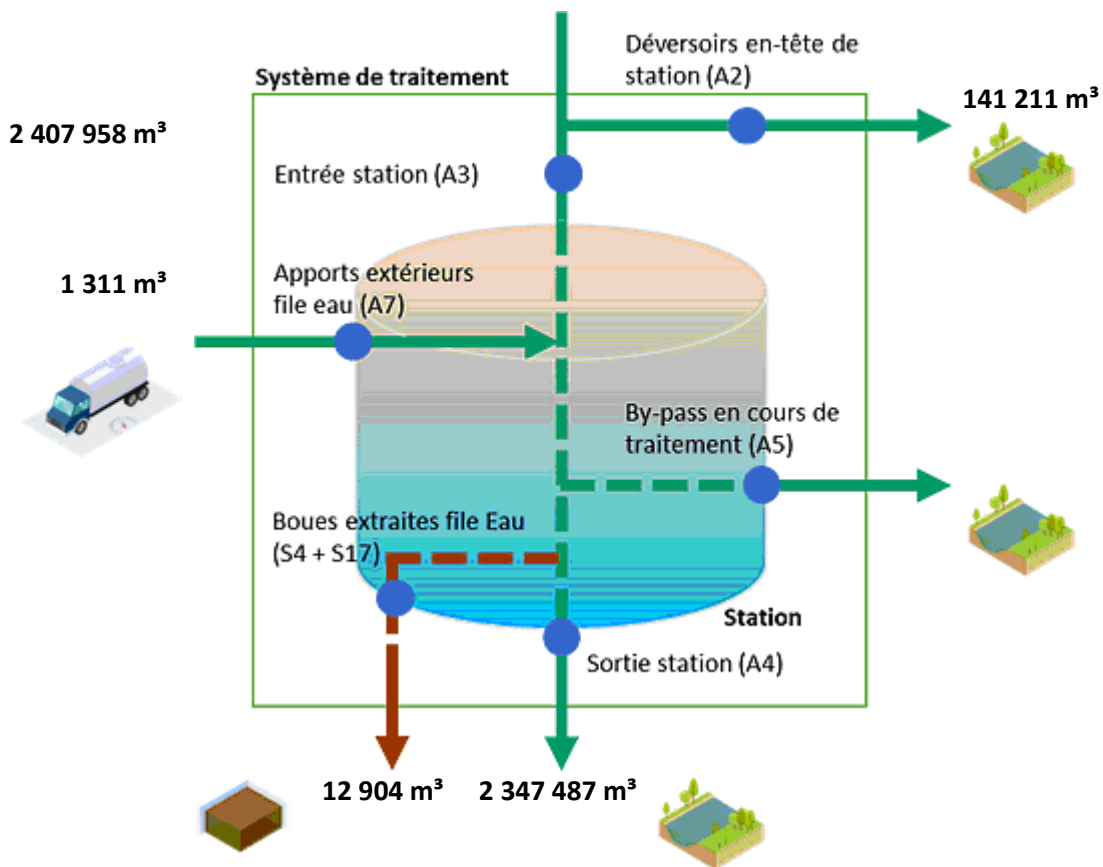 Déversoirs en-tête de
station (A2)
Système de traitement
141 211 m³
2 407 958 m³
Entrée station (A3)
1 311 m³
Apports extérieurs
file eau (A7)
By-pass en cours de
traitement (A5)
Boues extraites file Eau
(S4 + S17)
Station
Sortie station (A4)
12 904 m³
2 347 487 m³